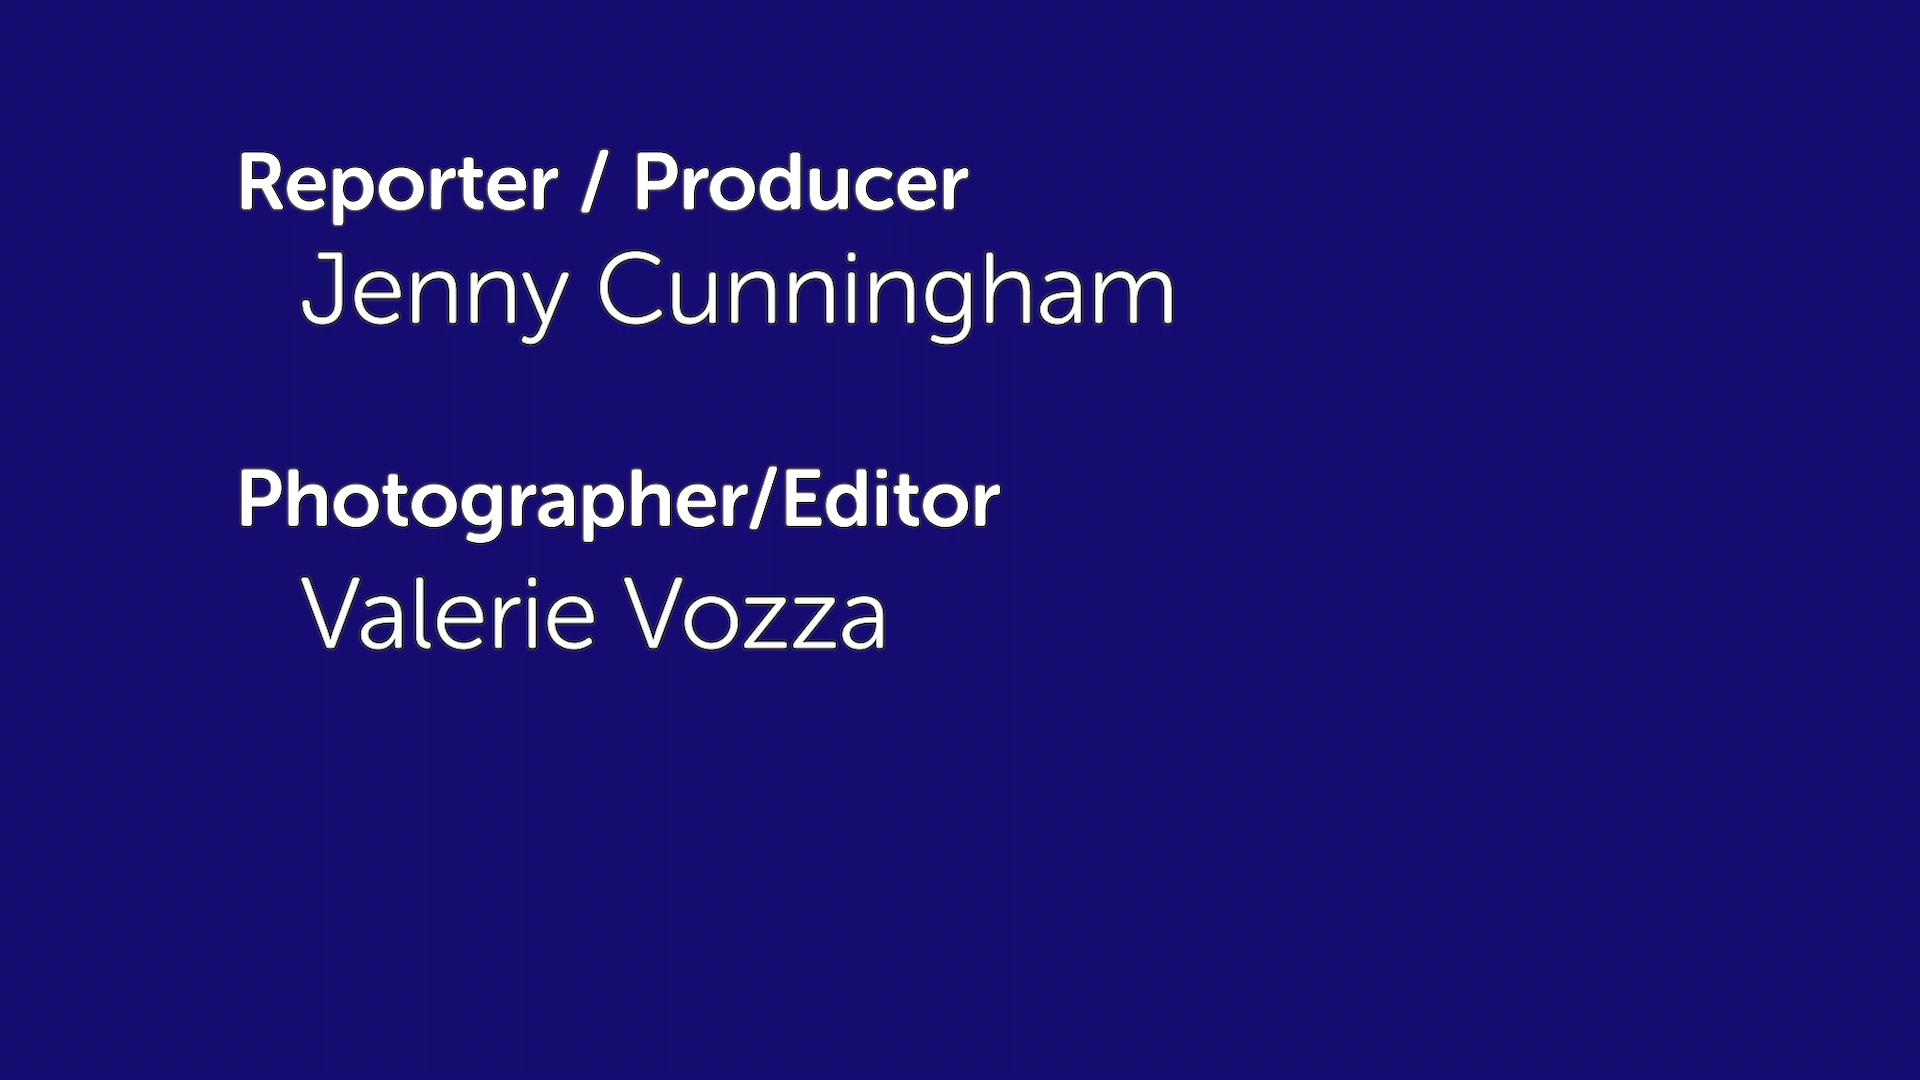 Reporter / Producer
Jenny Cunningham
Photographer/Editor
Valerie Vozza